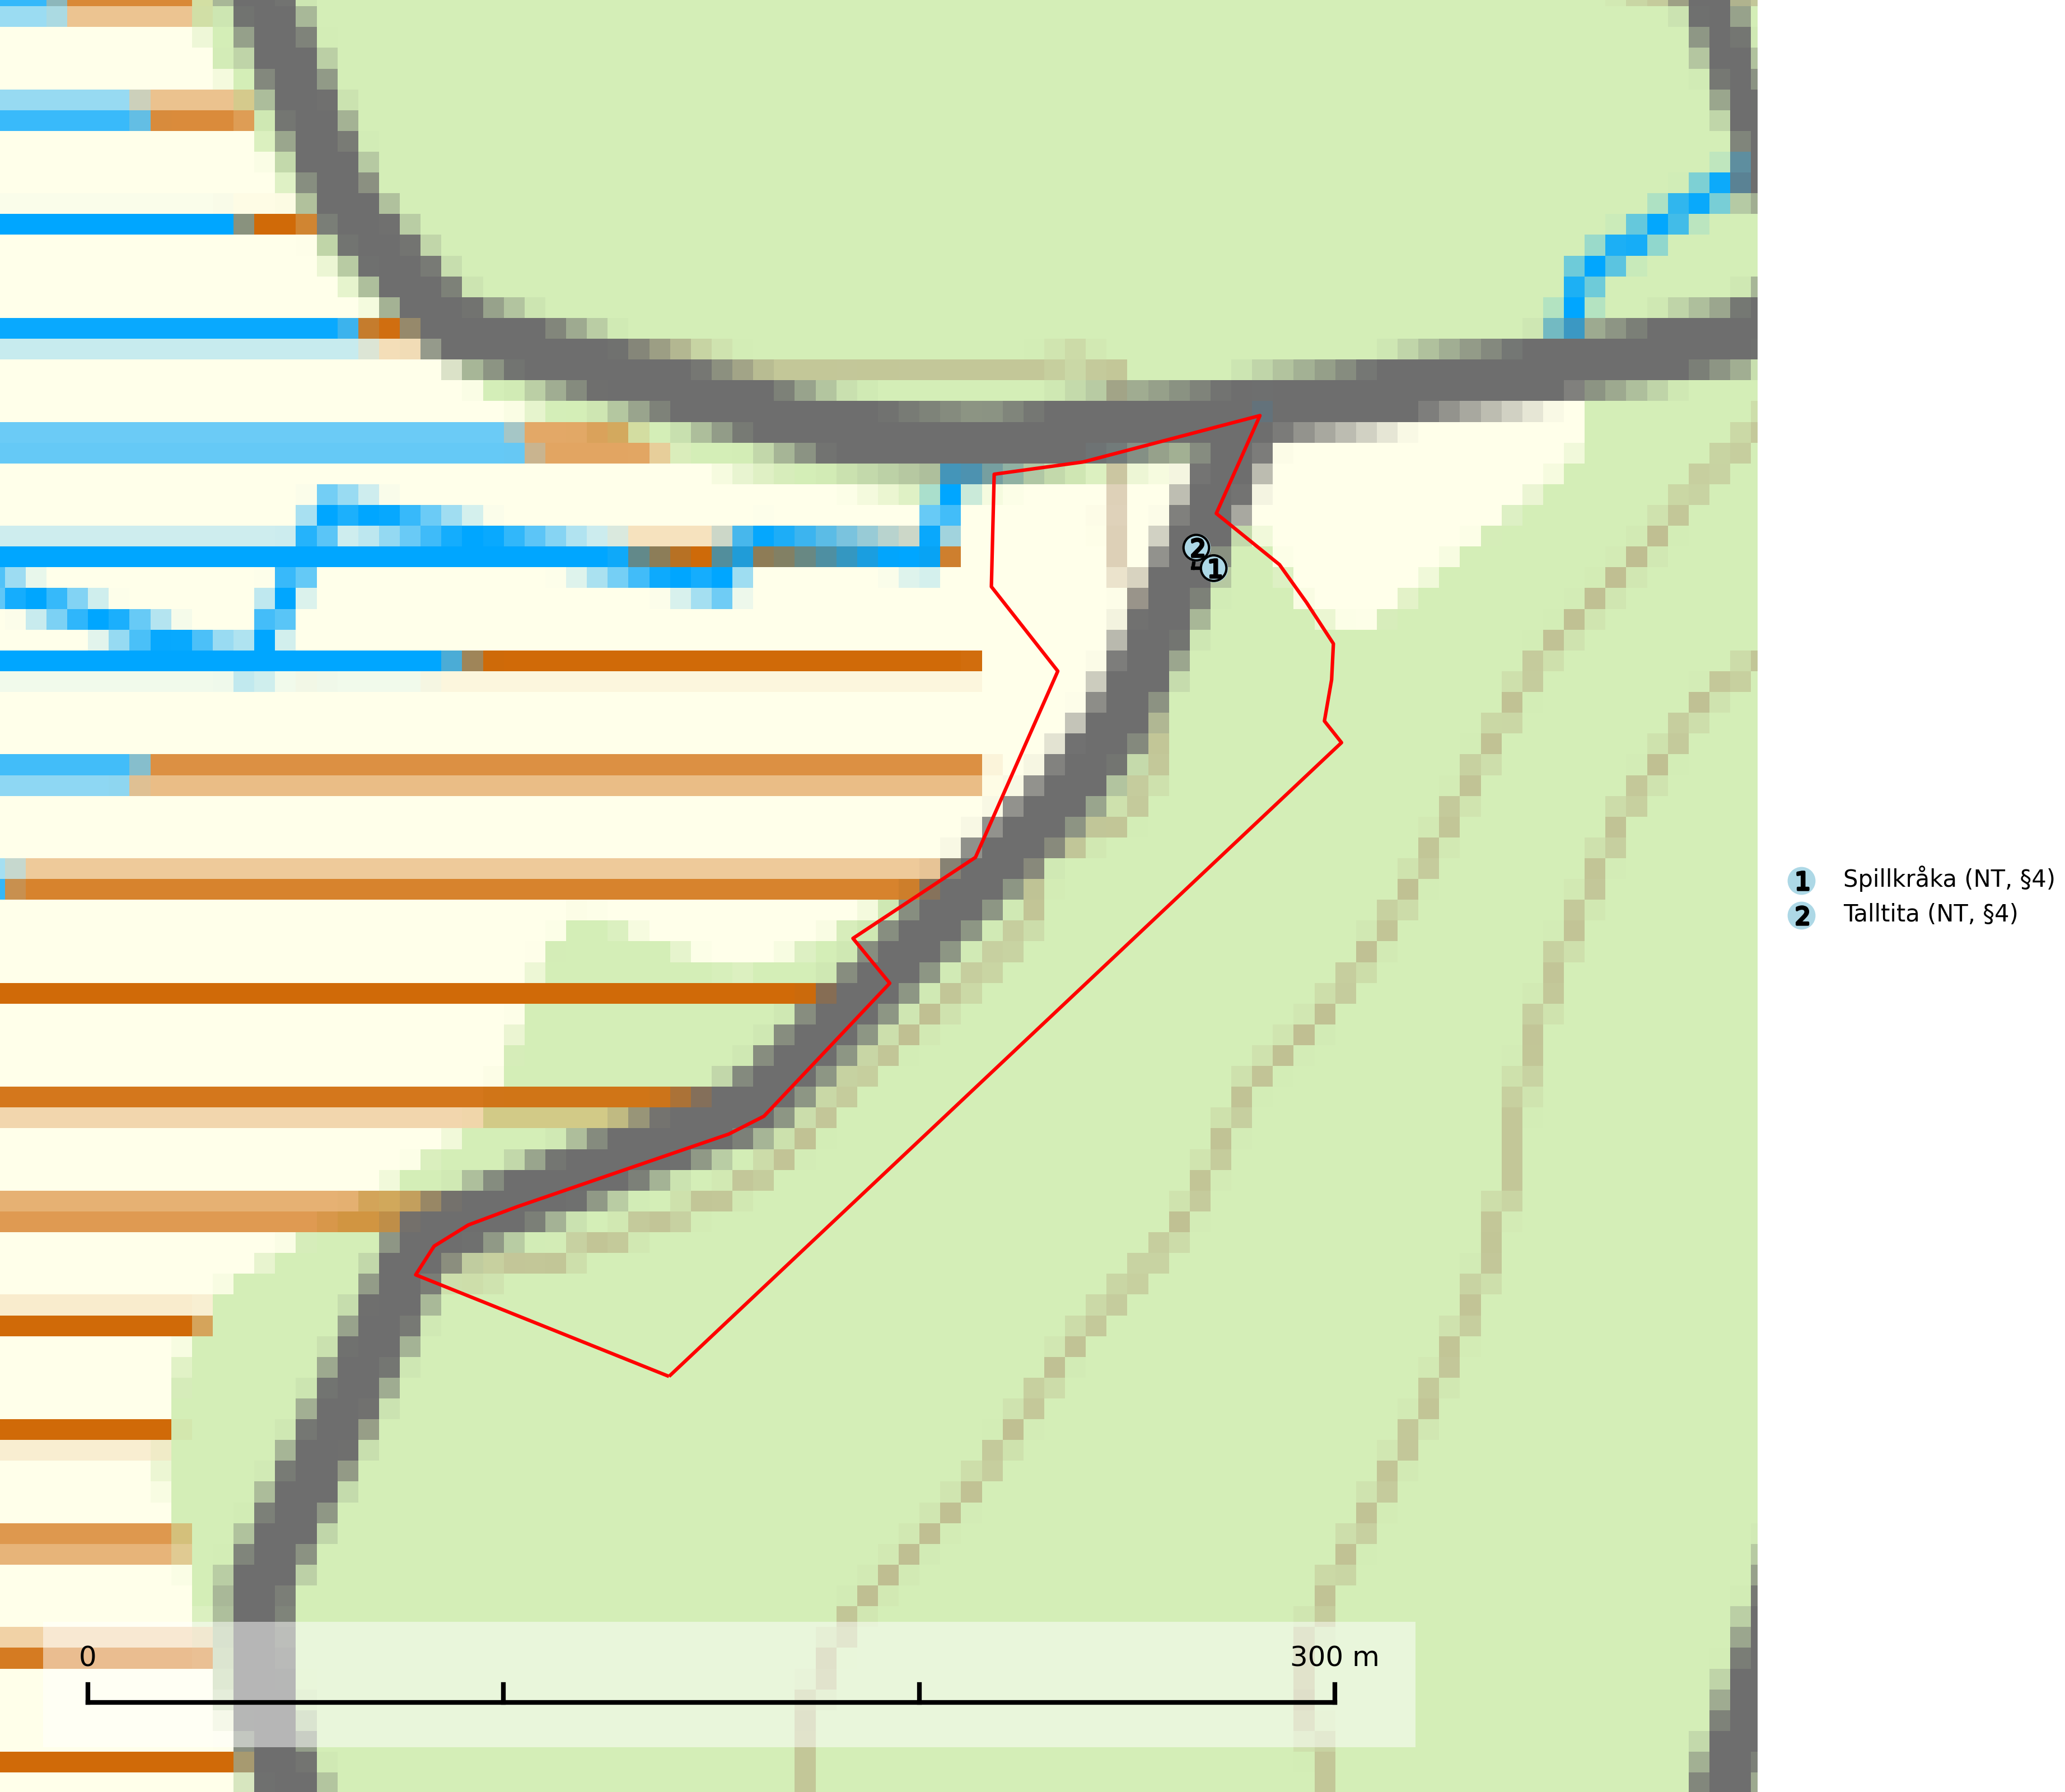 2
1
1 Spillkråka (NT, §4)
2 Talltita (NT, §4)
0 300 m